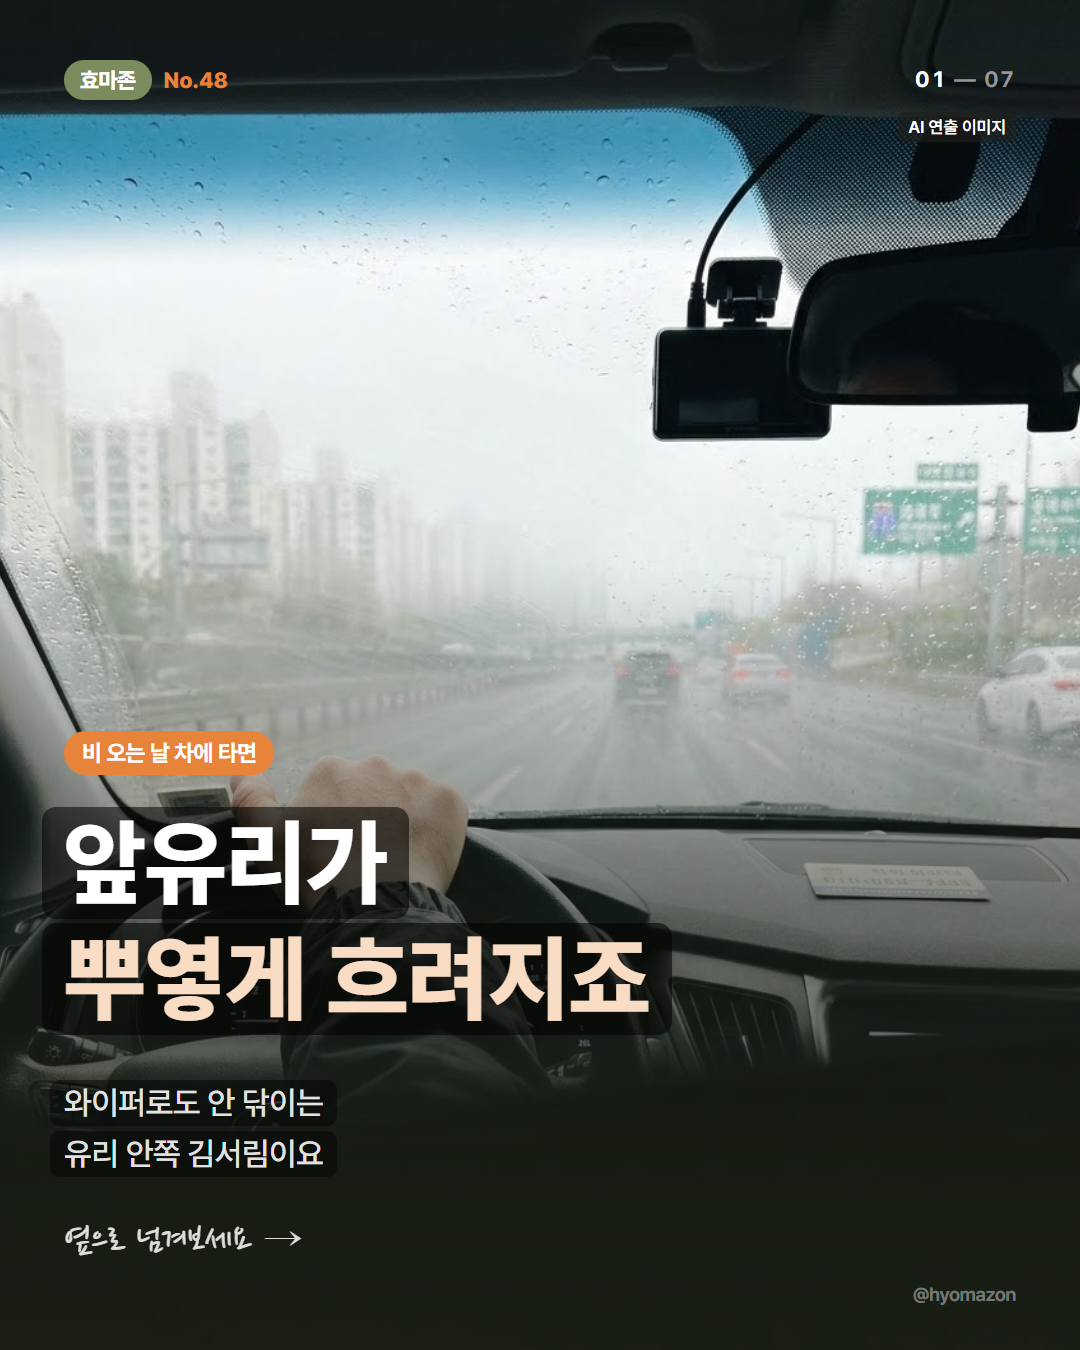 효마존 No.48
01 — 07
AI 연출 이미지
비 오는 날 차에 타면
앞유리가
뿌옇게 흐려지죠
와이퍼로도 안 닦이는
유리 안쪽 김서림이요
옆으로 넘겨보세요 →
@hyomazon